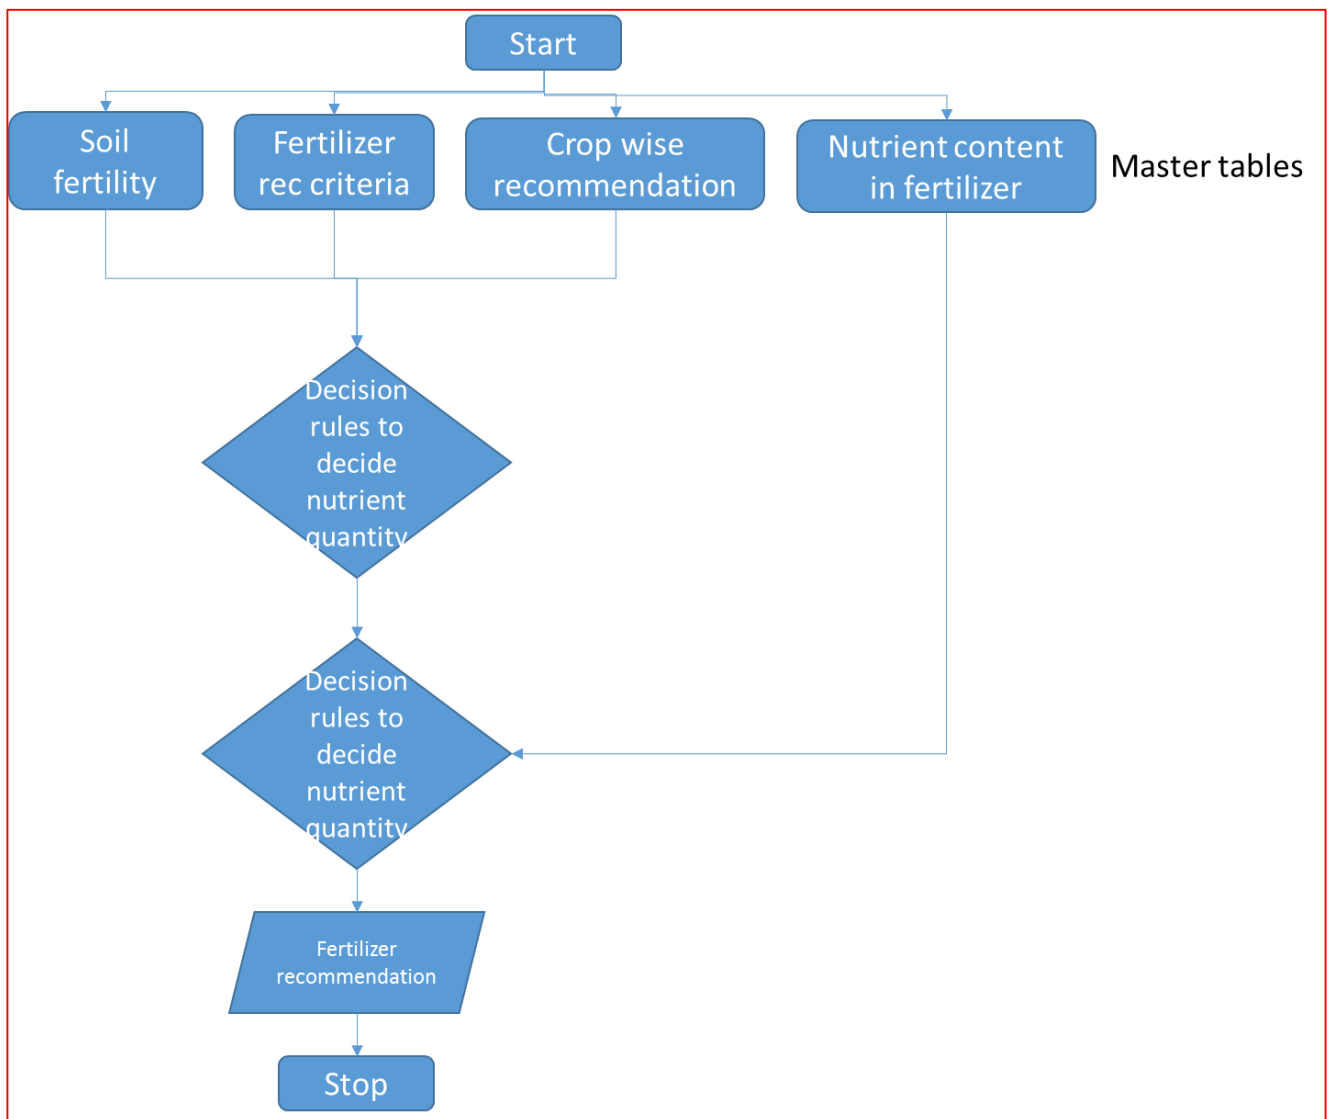 Start
Soil
fertility
Fertilizer
rec criteria
Crop wise
recommendation
Nutrient content
in fertilizer
Master tables
Decision
rules to
decide
nutrient
quantity
Decision
rules to
decide
nutrient
quantity
Fertilizer
recommendation
Stop